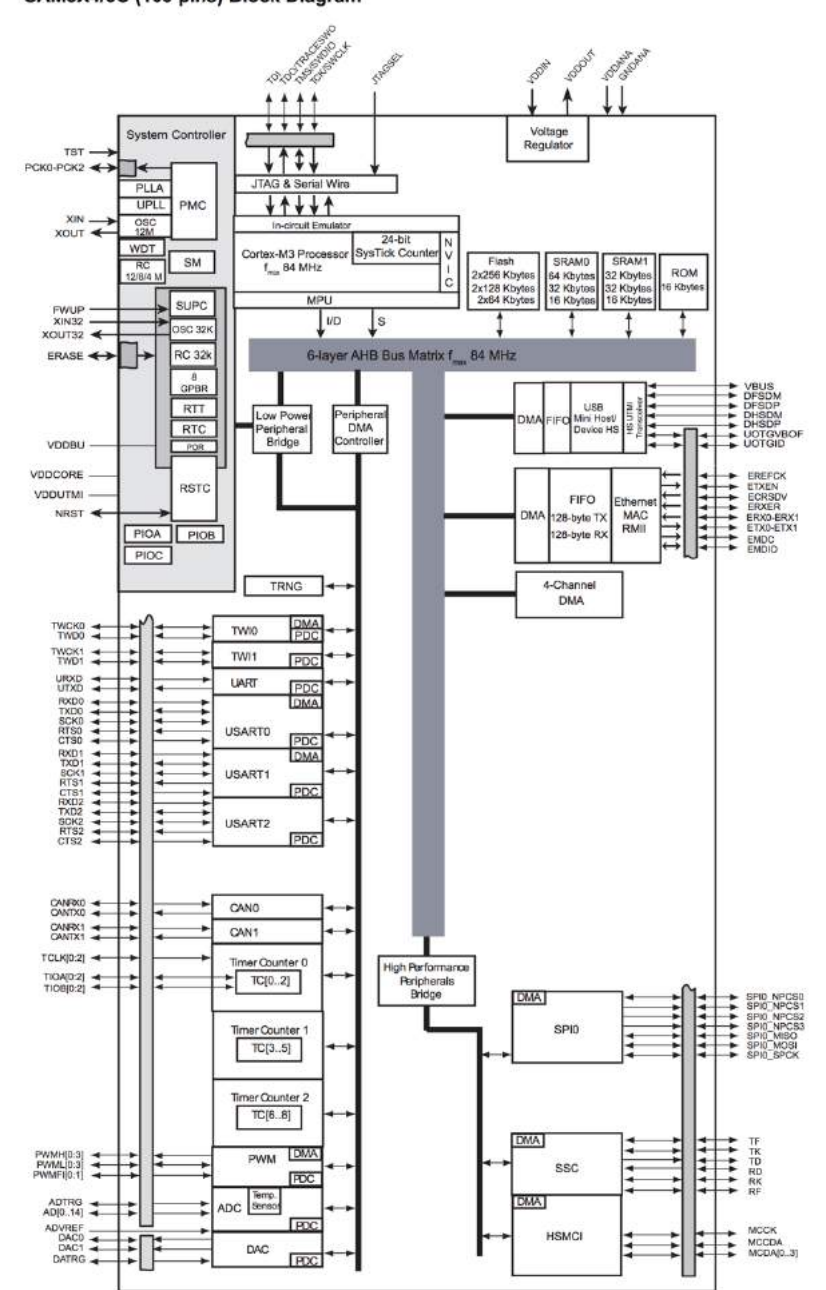 SAM3X4/8C (100 pins) Block Diagram
TDI
TDO/TRACESWO
TMS/SWDIO
TCK/SWCLK
JTAGSEL
VDDIN
VDDOUT
VDDANA
GNDANA
System Controller
Voltage
Regulator
TST
PCK0-PCK2
PLLA
UPLL
PMC
JTAG & Serial Wire
XIN
XOUT
OSC
12M
WDT
RC
12/8/4 M
SM
In-circuit Emulator
Cortex-M3 Processor
fmax 84 MHz
24-bit
SysTick Counter
N
V
I
C
MPU
Flash
2x256 Kbytes
2x128 Kbytes
2x64 Kbytes
SRAM0
64 Kbytes
32 Kbytes
16 Kbytes
SRAM1
32 Kbytes
32 Kbytes
16 Kbytes
ROM
16 Kbytes
I/D
S
FWUP
XIN32
XOUT32
ERASE
SUPC
OSC 32K
RC 32k
8
GPBR
RTT
RTC
POR
RSTC
VDDBU
VDDCORE
VDDUTMI
NRST
PIOA
PIOB
PIOC
6-layer AHB Bus Matrix fmax 84 MHz
Low Power
Peripheral
Bridge
Peripheral
DMA
Controller
DMA
FIFO
USB
Mini Host/
Device HS
HS UTMI
Transceiver
VBUS
DFSDM
DFSDP
DHSDM
DHSDP
UOTGVBOF
UOTGID
DMA
FIFO
128-byte TX
128-byte RX
Ethernet
MAC
RMII
EREFCK
ETXEN
ECRSDV
ERXER
ERX0-ERX1
ETX0-ETX1
EMDC
EMDIO
4-Channel
DMA
TRNG
TWCK0
TWD0
TWI0
DMA
PDC
TWCK1
TWD1
TWI1
PDC
URXD
UTXD
UART
PDC
RXD0
TXD0
SCK0
RTS0
CTS0
USART0
DMA
PDC
RXD1
TXD1
SCK1
RTS1
CTS1
USART1
DMA
PDC
RXD2
TXD2
SCK2
RTS2
CTS2
USART2
PDC
CANRX0
CANTX0
CAN0
CANRX1
CANTX1
CAN1
TCLK[0:2]
TIOA[0:2]
TIOB[0:2]
Timer Counter 0
TC[0..2]
Timer Counter 1
TC[3..5]
Timer Counter 2
TC[6..8]
High Performance
Peripherals
Bridge
DMA
SPI0
SPI0_NPCS0
SPI0_NPCS1
SPI0_NPCS2
SPI0_NPCS3
SPI0_MISO
SPI0_MOSI
SPI0_SPCK
PWMH[0:3]
PWML[0:3]
PWMFI[0:1]
PWM
DMA
PDC
DMA
SSC
TF
TK
TD
RD
RK
RF
ADTRG
AD[0..14]
ADVREF
ADC
Temp.
Sensor
PDC
DAC0
DAC1
DATRG
DAC
PDC
DMA
HSMCI
MCCK
MCCDA
MCDA[0..3]